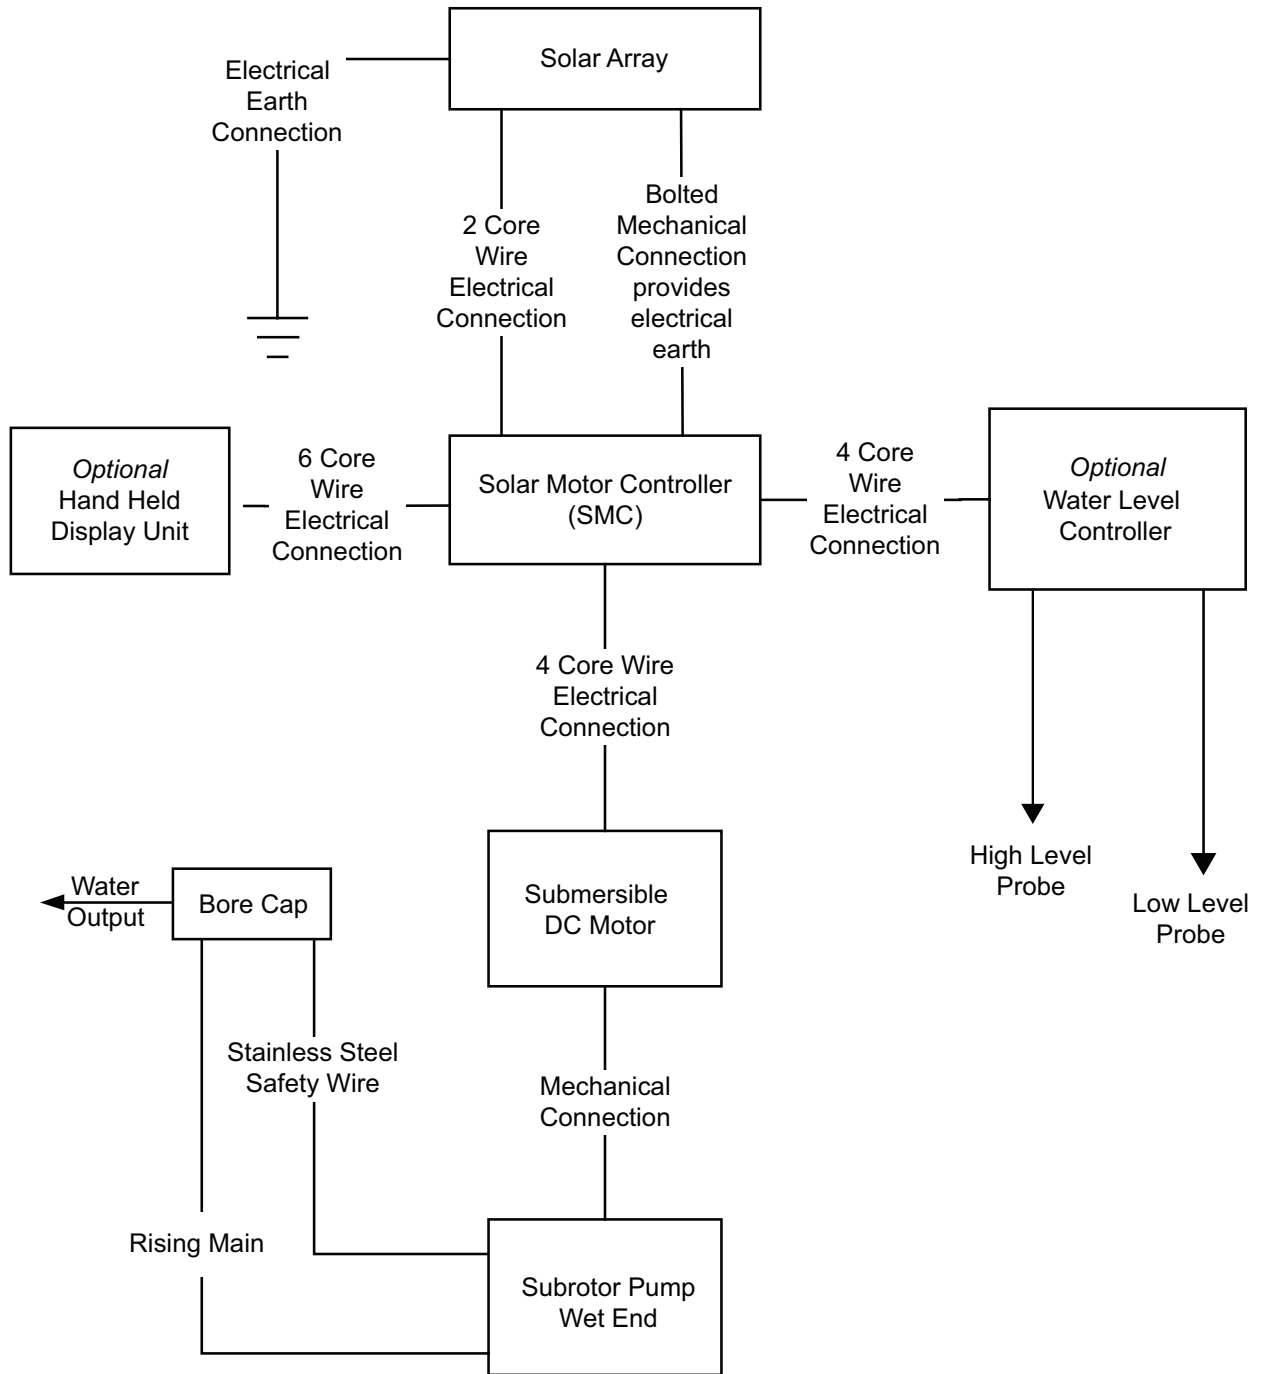 Solar Array
Electrical
Earth
Connection
2 Core
Wire
Electrical
Connection
Bolted
Mechanical
Connection
provides
electrical
earth
Optional
Hand Held
Display Unit
6 Core
Wire
Electrical
Connection
Solar Motor Controller
(SMC)
4 Core
Wire
Electrical
Connection
Optional
Water Level
Controller
4 Core Wire
Electrical
Connection
High Level
Probe
Low Level
Probe
Water
Output
Bore Cap
Submersible
DC Motor
Stainless Steel
Safety Wire
Mechanical
Connection
Rising Main
Subrotor Pump
Wet End